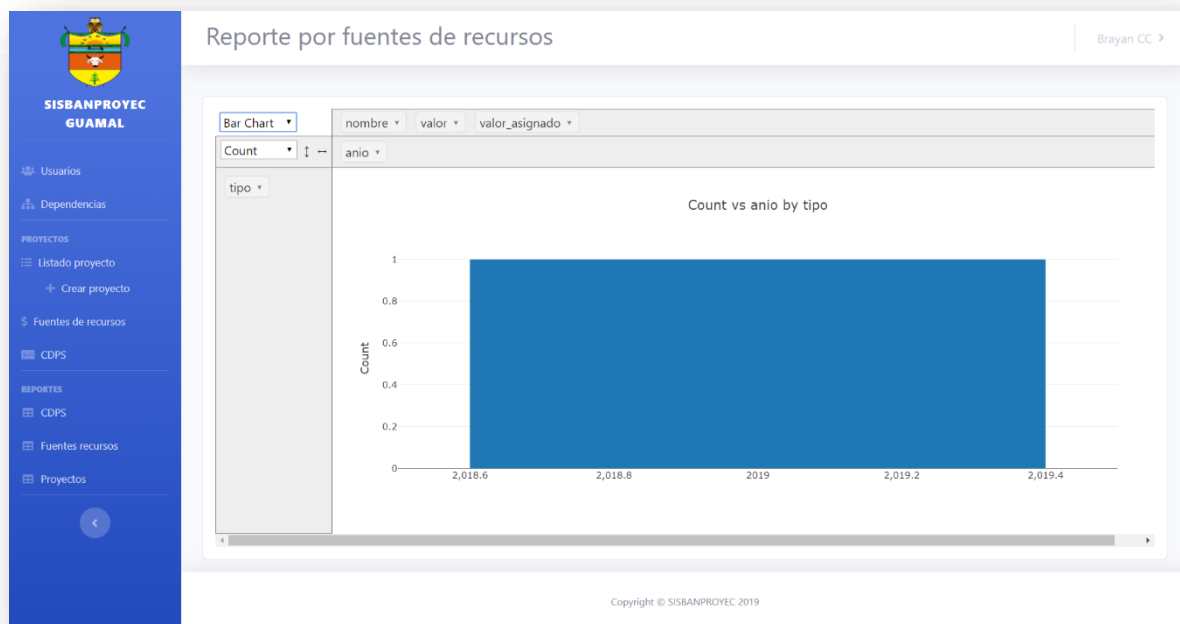 SISBANPROYEC
GUAMAL
Usuarios
Dependencias
PROYECTOS
Listado proyecto
Crear proyecto
$ Fuentes de recursos
CDPS
REPORTES
CDPS
Fuentes recursos
Proyectos
Reporte por fuentes de recursos
Brayan CC
Bar Chart
nombre valor valor_asignado
Count ↕ ↔ anio
tipo
Count vs anio by tipo
1
0.8
0.6
0.4
0.2
0
Count
2,018.6 2,018.8 2019 2,019.2 2,019.4
Copyright © SISBANPROYEC 2019